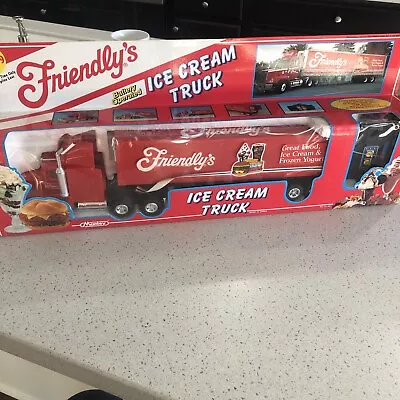 Friendly's
Battery
Operated
ICE CREAM
TRUCK
Friendly's
Friendly's
Great Food,
Ice Cream &
Frozen Yogurt
ICE CREAM
TRUCK